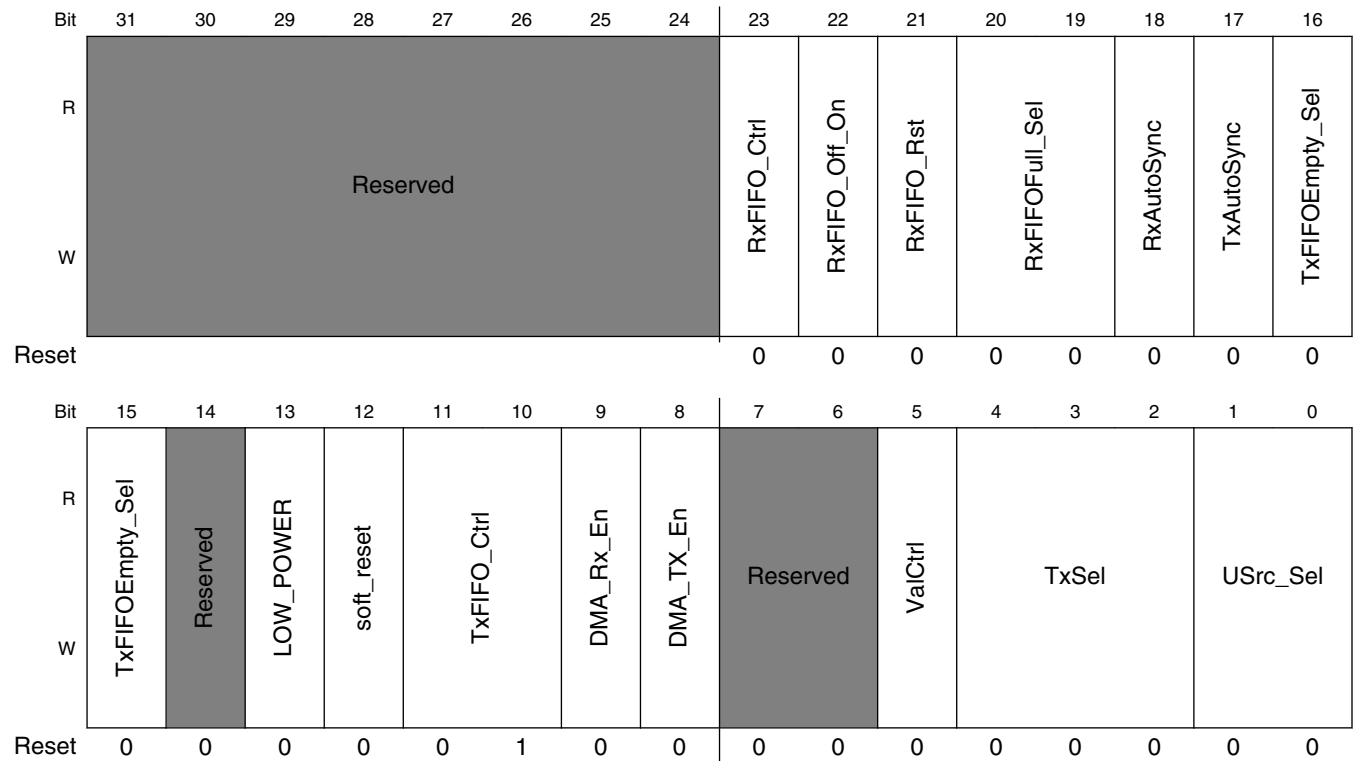 Bit 31 30 29 28 27 26 25 24 23 22 21 20 19 18 17 16
R
W
Reserved
RxFIFO_Ctrl
RxFIFO_Off_On
RxFIFO_Rst
RxFIFOFull_Sel
RxAutoSync
TxAutoSync
TxFIFOEmpty_Sel
Reset 0 0 0 0 0 0 0 0
Bit 15 14 13 12 11 10 9 8 7 6 5 4 3 2 1 0
R
W
TxFIFOEmpty_Sel
Reserved
LOW_POWER
soft_reset
TxFIFO_Ctrl
DMA_Rx_En
DMA_TX_En
Reserved
ValCtrl
TxSel
USrc_Sel
Reset 0 0 0 0 0 1 0 0 0 0 0 0 0 0 0 0